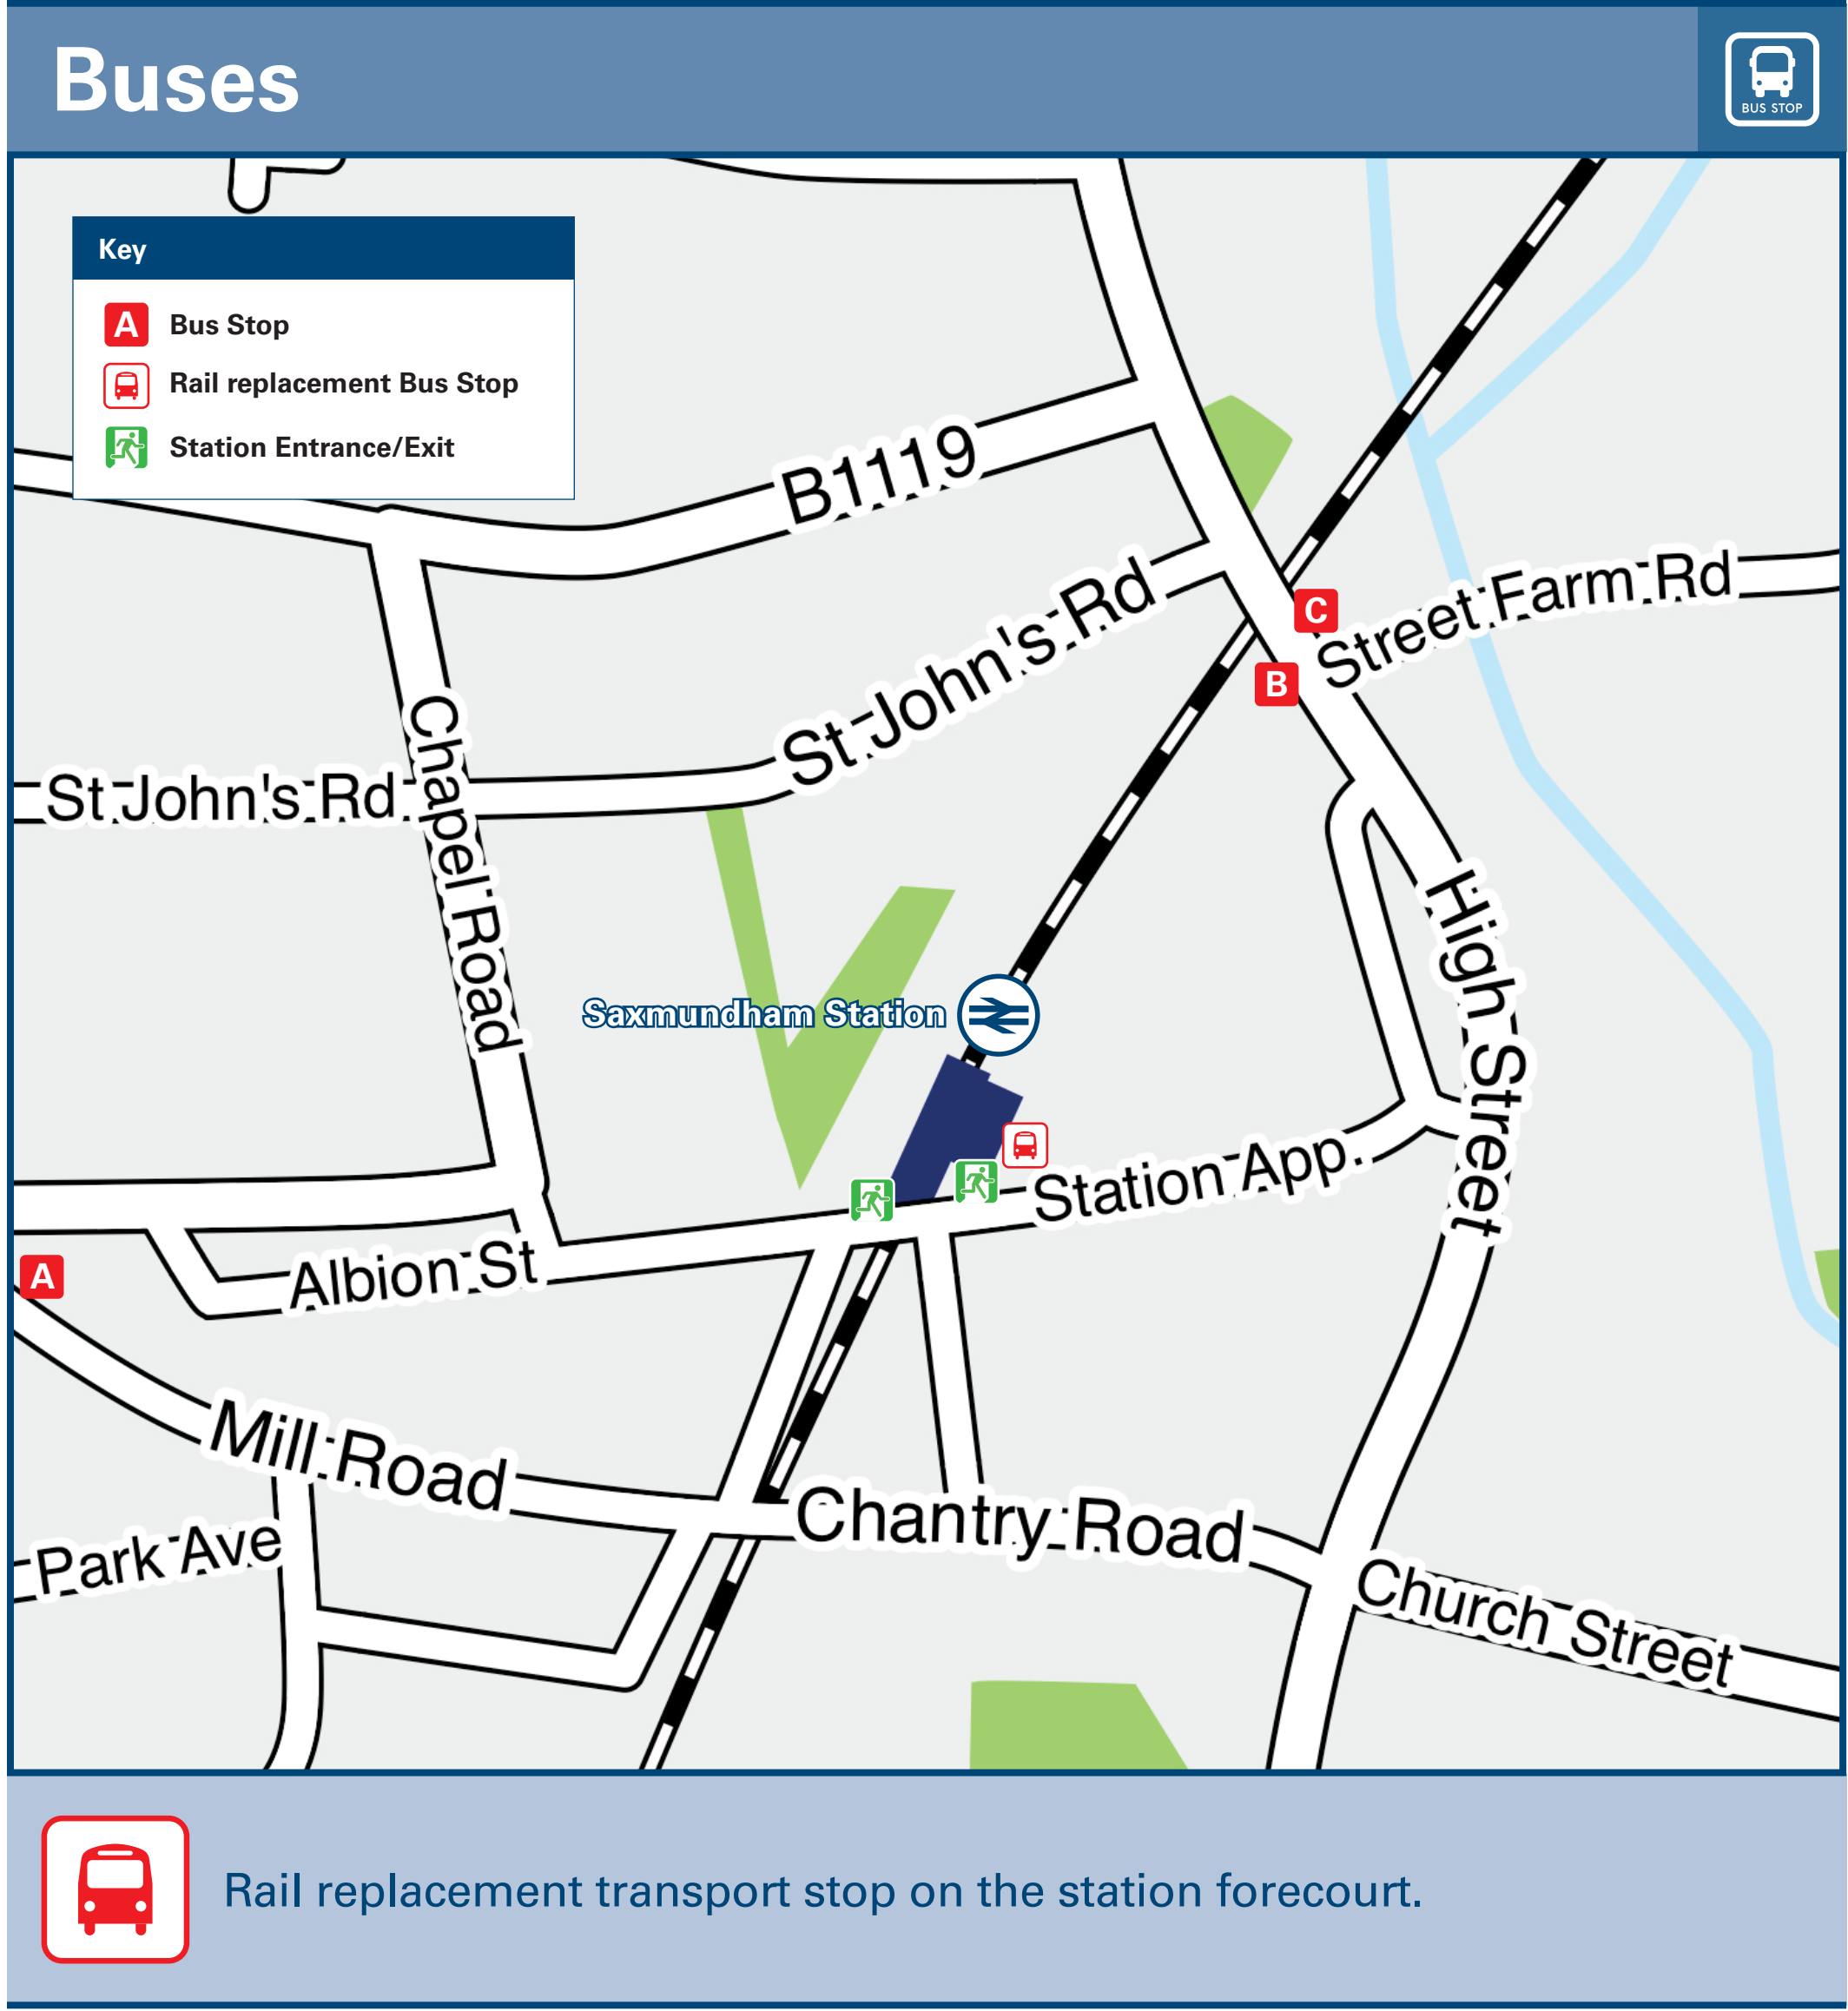 Buses
BUS STOP
Key
A Bus Stop
Rail replacement Bus Stop
Station Entrance/Exit
B1119
St John's Rd
C
Street Farm Rd
B
Chapel Road
St John's Rd
High Street
Saxmundham Station
Station App.
A
Albion St
Mill Road
Chantry Road
Park Ave
Church Street
Rail replacement transport stop on the station forecourt.